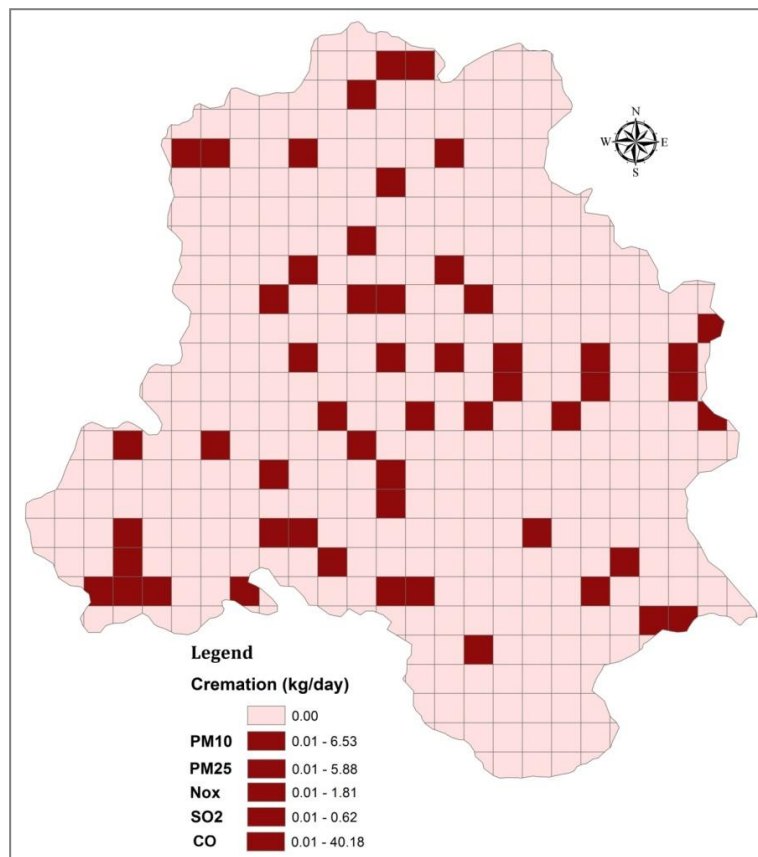 N
W E
S
Legend
Cremation (kg/day)
0.00
PM10 0.01 - 6.53
PM25 0.01 - 5.88
Nox 0.01 - 1.81
SO2 0.01 - 0.62
CO 0.01 - 40.18